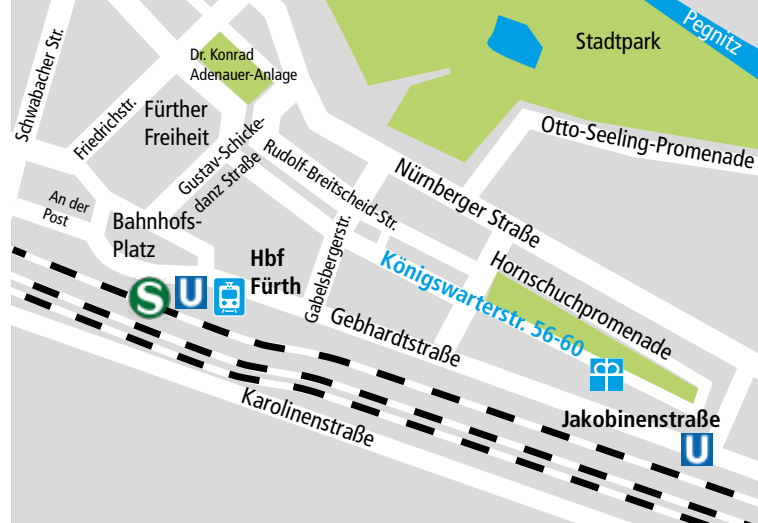 Pegnitz
Stadtpark
Schwabacher Str.
Dr. Konrad
Adenauer-Anlage
Friedrichstr.
Fürther
Freiheit
Otto-Seeling-Promenade
Gustav-Schicke-
danz Straße
Rudolf-Breitscheid-Str.
Nürnberger Straße
An der
Post
Bahnhofs-
Platz
Hbf
Fürth
S
U
Gabelsbergerstr.
Königswarterstr. 56-60
Hornschuchpromenade
Gebhardtstraße
Karolinenstraße
Jakobinenstraße
U